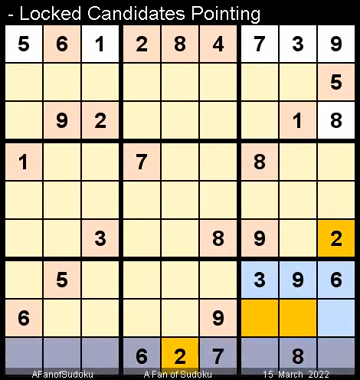 - Locked Candidates Pointing
5 6 1 2 8 4 7 3 9
5
9 2 1 8
1 7 8
3 8 9 2
5 3 9 6
6 9
6 2 7 8
AFanofSudoku A Fan of Sudoku 15 March 2022